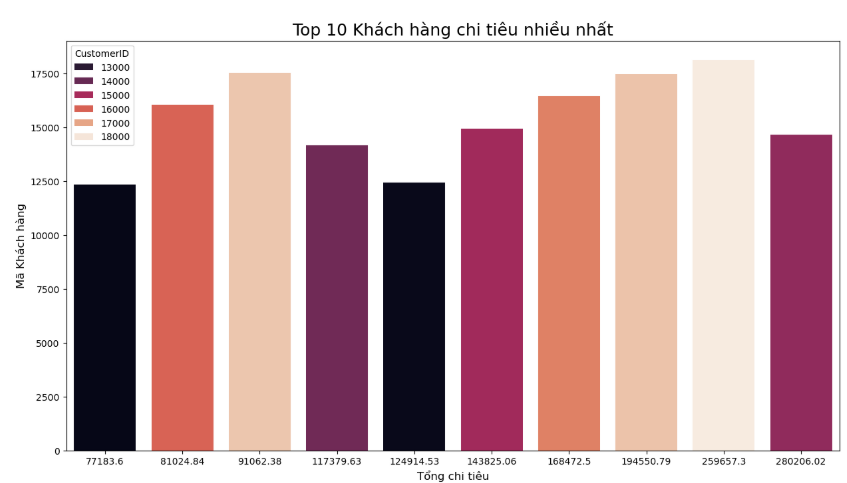 Top 10 Khách hàng chi tiêu nhiều nhất
CustomerID
13000
14000
15000
16000
17000
18000
Mã Khách hàng
17500
15000
12500
10000
7500
5000
2500
0
77183.6 81024.84 91062.38 117379.63 124914.53 143825.06 168472.5 194550.79 259657.3 280206.02
Tổng chi tiêu